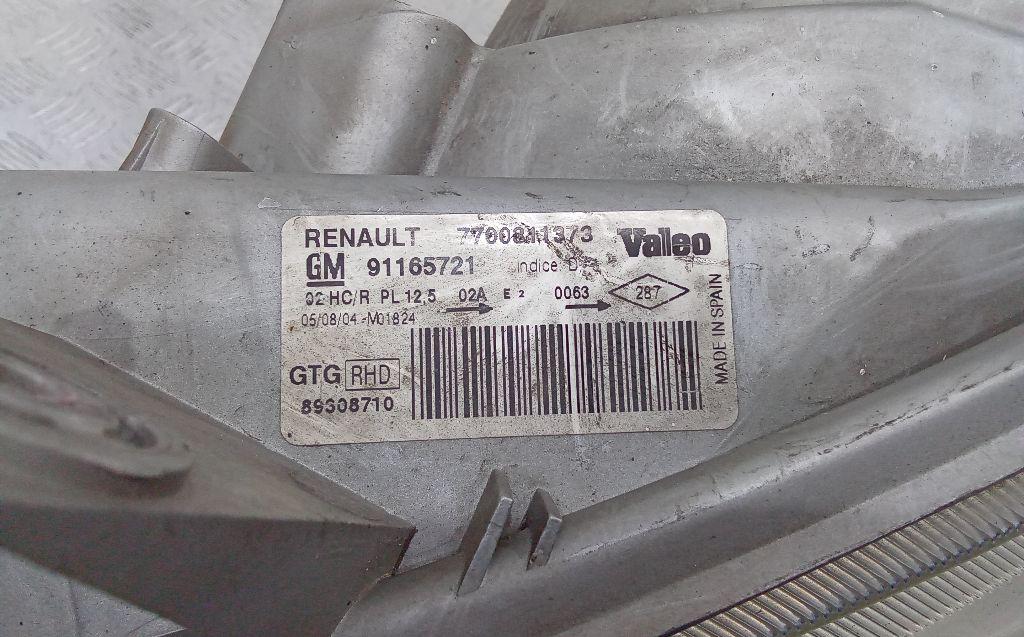 RENAULT 7700811373 Valeo
GM 91165721 Indice: D
02 HC/R PL 12,5 02A E 2 0063 287
05/08/04 -M01824
GTG RHD
89308710
MADE IN SPAIN